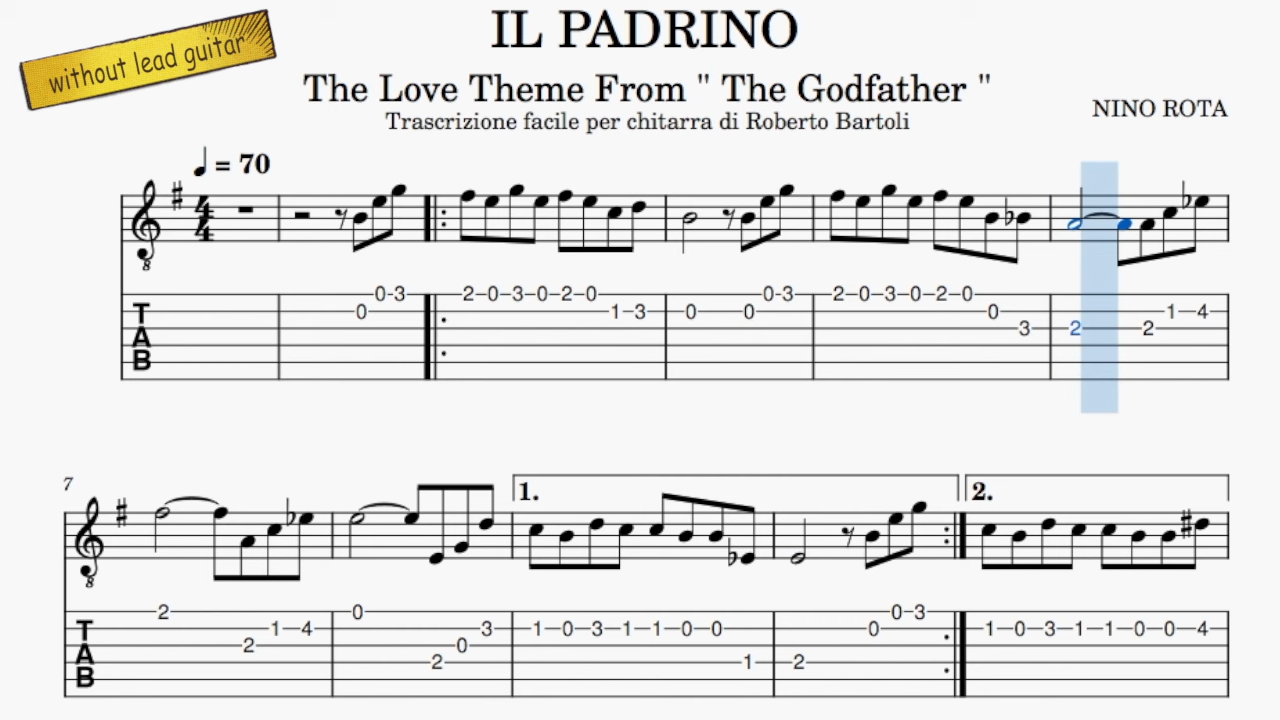 without lead guitar
IL PADRINO
The Love Theme From " The Godfather "
Trascrizione facile per chitarra di Roberto Bartoli
NINO ROTA
♩ = 70
4/4
8
0-3 2-0-3-0-2-0 0-3 2-0-3-0-2-0
T 0 1-3 0 0 0 1-4
A 3 2 2
B
7
1. 2.
8
2 0 0-3
T 1-4 3 1-0-3-1-1-0-0 0 1-0-3-1-1-0-0-4
A 2 0
2 1 2
B